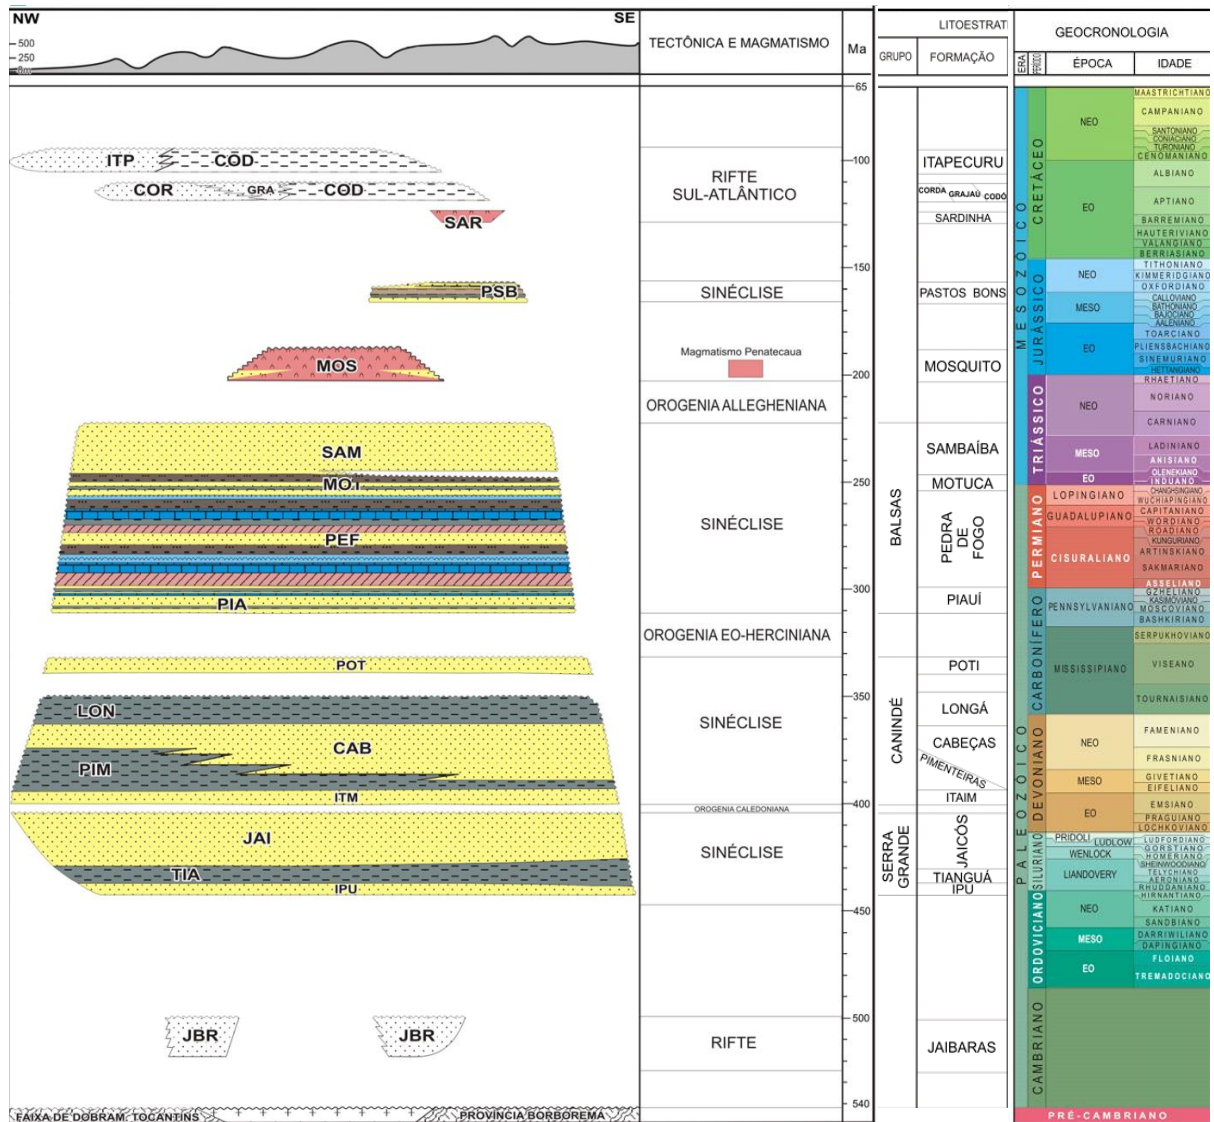 NW
SE
500
250
0m
ITP
COD
COR
GRA
COD
SAR
PSB
MOS
SAM
MOT
PEF
PIA
POT
LON
CAB
PIM
ITM
JAI
TIA
IPU
JBR
JBR
FAIXA DE DOBRAM. TOCANTINS
PROVÍNCIA BORBOREMA
TECTÔNICA E MAGMATISMO
RIFTE
SUL-ATLÂNTICO
SINÉCLISE
Magmatismo Penatecaua
OROGENIA ALLEGHENIANA
SINÉCLISE
OROGENIA EO-HERCINIANA
SINÉCLISE
OROGENIA CALEDONIANA
SINÉCLISE
RIFTE
Ma
65
100
150
200
250
300
350
400
450
500
540
LITOESTRATI
GRUPO
FORMAÇÃO
BALSAS
CANINDÉ
SERRA
GRANDE
ITAPECURU
CORDA GRAJAÚ CODÓ
SARDINHA
PASTOS BONS
MOSQUITO
SAMBAÍBA
MOTUCA
PEDRA
DE
FOGO
PIAUÍ
POTI
LONGÁ
CABEÇAS
PIMENTEIRAS
ITAIM
JAICÓS
TIANGUÁ
IPU
JAIBARAS
GEOCRONOLOGIA
ERA
PERÍODO
ÉPOCA
IDADE
MESOZOICO
PALEOZOICO
CRETÁCEO
JURÁSSICO
TRIÁSSICO
PERMIANO
CARBONÍFERO
DEVONIANO
SILURIANO
ORDOVICIANO
CAMBRIANO
NEO
EO
NEO
MESO
EO
NEO
MESO
EO
LOPINGIANO
GUADALUPIANO
CISURALIANO
PENNSYLVANIANO
MISSISSIPIANO
NEO
MESO
EO
PRIDOLI
LUDLOW
WENLOCK
LLANDOVERY
NEO
MESO
EO
MAASTRICHTIANO
CAMPANIANO
SANTONIANO
CONIACIANO
TURONIANO
CENOMANIANO
ALBIANO
APTIANO
BARREMIANO
HAUTERIVIANO
VALANGIANO
BERRIASIANO
TITHONIANO
KIMMERIDGIANO
OXFORDIANO
CALLOVIANO
BATHONIANO
BAJOCIANO
AALENIANO
TOARCIANO
PLIENSBACHIANO
SINEMURIANO
HETTANGIANO
RHAETIANO
NORIANO
CARNIANO
LADINIANO
ANISIANO
OLENEKIANO
INDUANO
CHANGHSINGIANO
WUCHIAPINGIANO
CAPITANIANO
WORDIANO
ROADIANO
KUNGURIANO
ARTINSKIANO
SAKMARIANO
ASSELIANO
GZHELIANO
KASIMOVIANO
MOSCOVIANO
BASHKIRIANO
SERPUKHOVIANO
VISEANO
TOURNAISIANO
FAMENIANO
FRASNIANO
GIVETIANO
EIFELIANO
EMSIANO
PRAGUIANO
LOCHKOVIANO
LUDFORDIANO
GORSTIANO
HOMERIANO
SHEINWOODIANO
TELYCHIANO
AERONIANO
RHUDDANIANO
HIRNANTIANO
KATIANO
SANDBIANO
DARRIWILIANO
DAPINGIANO
FLOIANO
TREMADOCIANO
PRÉ-CAMBRIANO